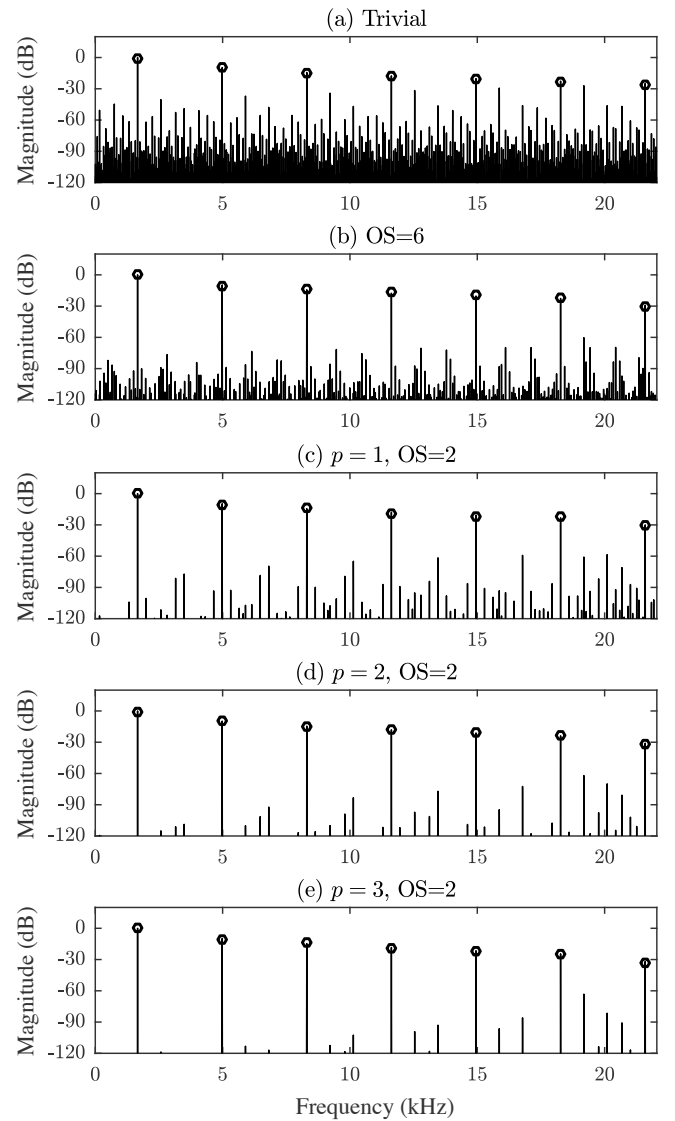 (a) Trivial
Magnitude (dB)
0
-30
-60
-90
-120
0 5 10 15 20
(b) OS=6
Magnitude (dB)
0
-30
-60
-90
-120
0 5 10 15 20
(c) p = 1, OS=2
Magnitude (dB)
0
-30
-60
-90
-120
0 5 10 15 20
(d) p = 2, OS=2
Magnitude (dB)
0
-30
-60
-90
-120
0 5 10 15 20
(e) p = 3, OS=2
Magnitude (dB)
0
-30
-60
-90
-120
0 5 10 15 20
Frequency (kHz)